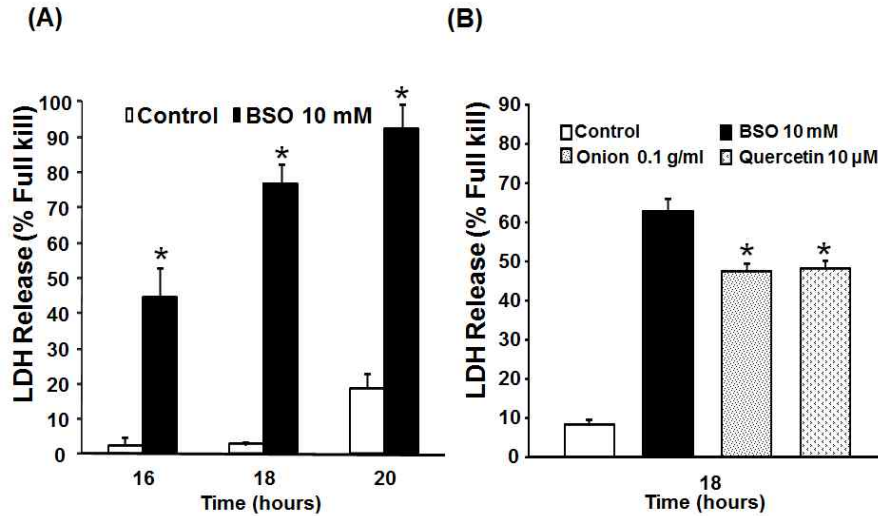 (A)
LDH Release (% Full kill)
100
90
80
70
60
50
40
30
20
10
0
Control BSO 10 mM
*
*
*
16 18 20
Time (hours)
(B)
LDH Release (% Full kill)
90
80
70
60
50
40
30
20
10
0
Control BSO 10 mM
Onion 0.1 g/ml Quercetin 10 µM
* *
18
Time (hours)